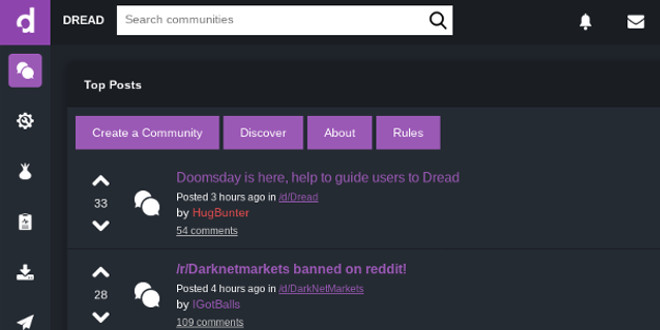 DREAD
Search communities
Top Posts
Create a Community Discover About Rules
Doomsday is here, help to guide users to Dread
33
Posted 3 hours ago in /d/Dread
by HugBunter
54 comments
/r/Darknetmarkets banned on reddit!
28
Posted 4 hours ago in /d/DarkNetMarkets
by IGotBalls
109 comments